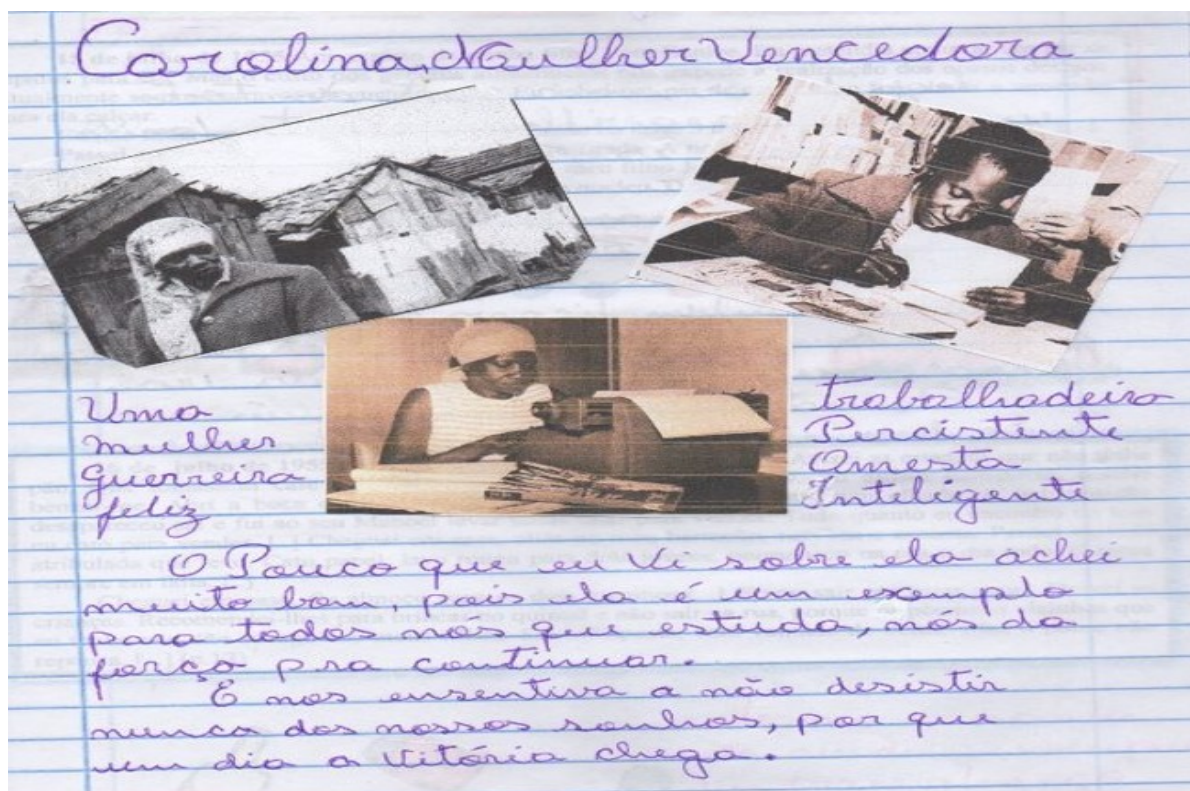 Carolina, Mulher Vencedora
Uma
mulher
Guerreira
feliz
trabalhadeira
Percistente
Onesta
Inteligente
O Pouco que eu Vi sobre ela achei
muito bom, pois ela é um exemplo
para todos nós que estuda, nós da
força pra continuar.
E nos ensentiva a não desistir
nunca dos nossos sonhos, por que
um dia a Vitória chega.